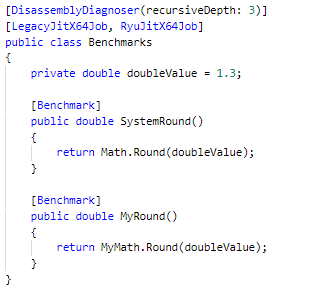 [DisassemblyDiagnoser(recursiveDepth: 3)]
[LegacyJitX64Job, RyuJitX64Job]
public class Benchmarks
{
    private double doubleValue = 1.3;

    [Benchmark]
    public double SystemRound()
    {
        return Math.Round(doubleValue);
    }

    [Benchmark]
    public double MyRound()
    {
        return MyMath.Round(doubleValue);
    }
}